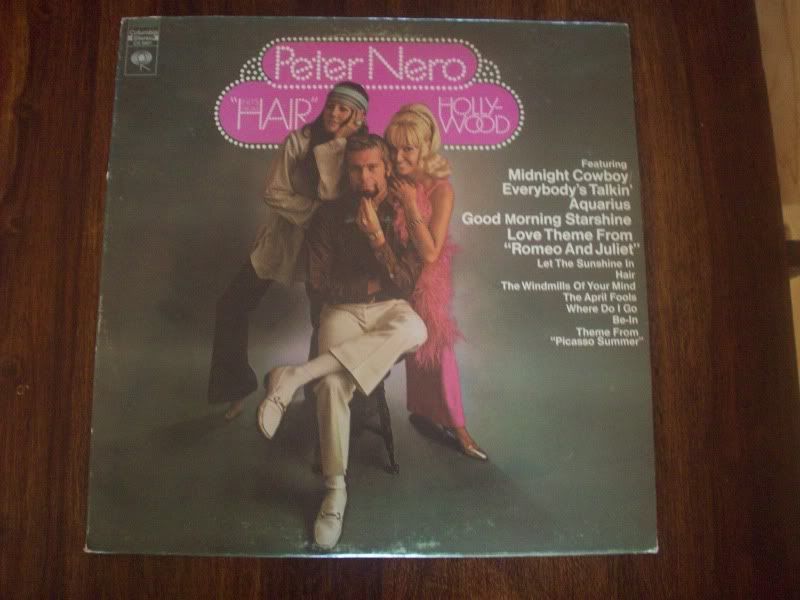 Columbia
Stereo
Peter Nero
"HAIR"
HOLLY-
WOOD
Featuring
Midnight Cowboy
Everybody's Talkin'
Aquarius
Good Morning Starshine
Love Theme From
"Romeo And Juliet"
Let The Sunshine In
Hair
The Windmills Of Your Mind
The April Fools
Where Do I Go
Be-In
Theme From
"Picasso Summer"